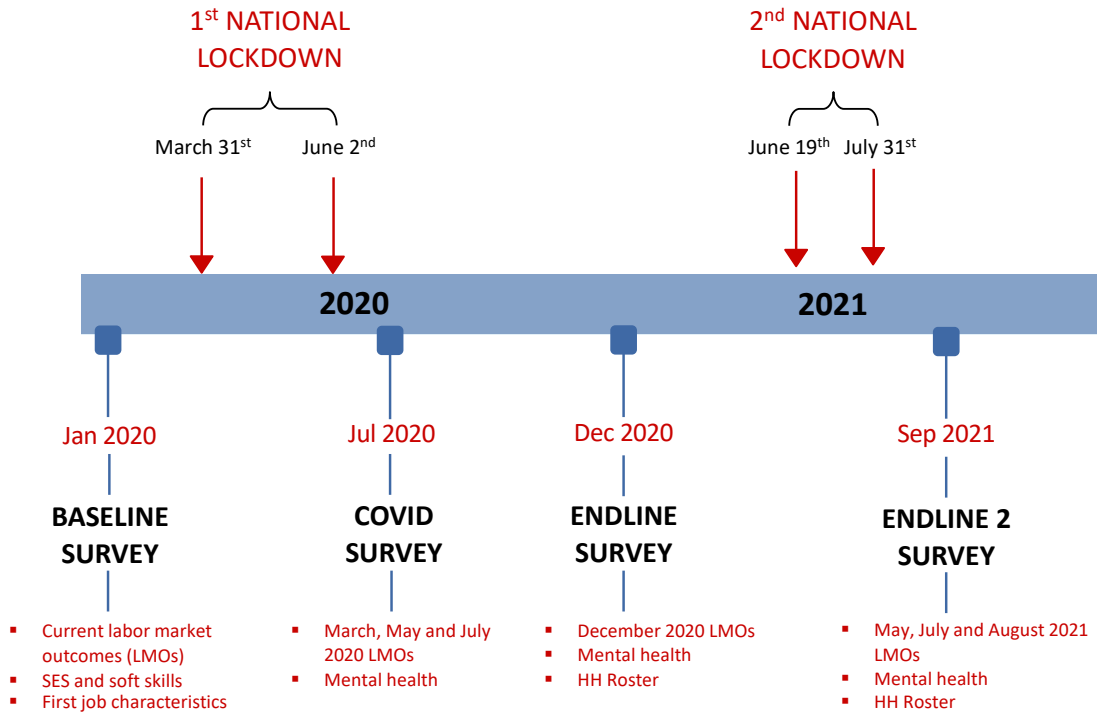 1st NATIONAL
LOCKDOWN
2nd NATIONAL
LOCKDOWN
March 31st
June 2nd
June 19th
July 31st
2020
2021
Jan 2020
Jul 2020
Dec 2020
Sep 2021
BASELINE
SURVEY
COVID
SURVEY
ENDLINE
SURVEY
ENDLINE 2
SURVEY
▪ Current labor market
outcomes (LMOs)
▪ SES and soft skills
▪ First job characteristics
▪ March, May and July
2020 LMOs
▪ Mental health
▪ December 2020 LMOs
▪ Mental health
▪ HH Roster
▪ May, July and August 2021
LMOs
▪ Mental health
▪ HH Roster